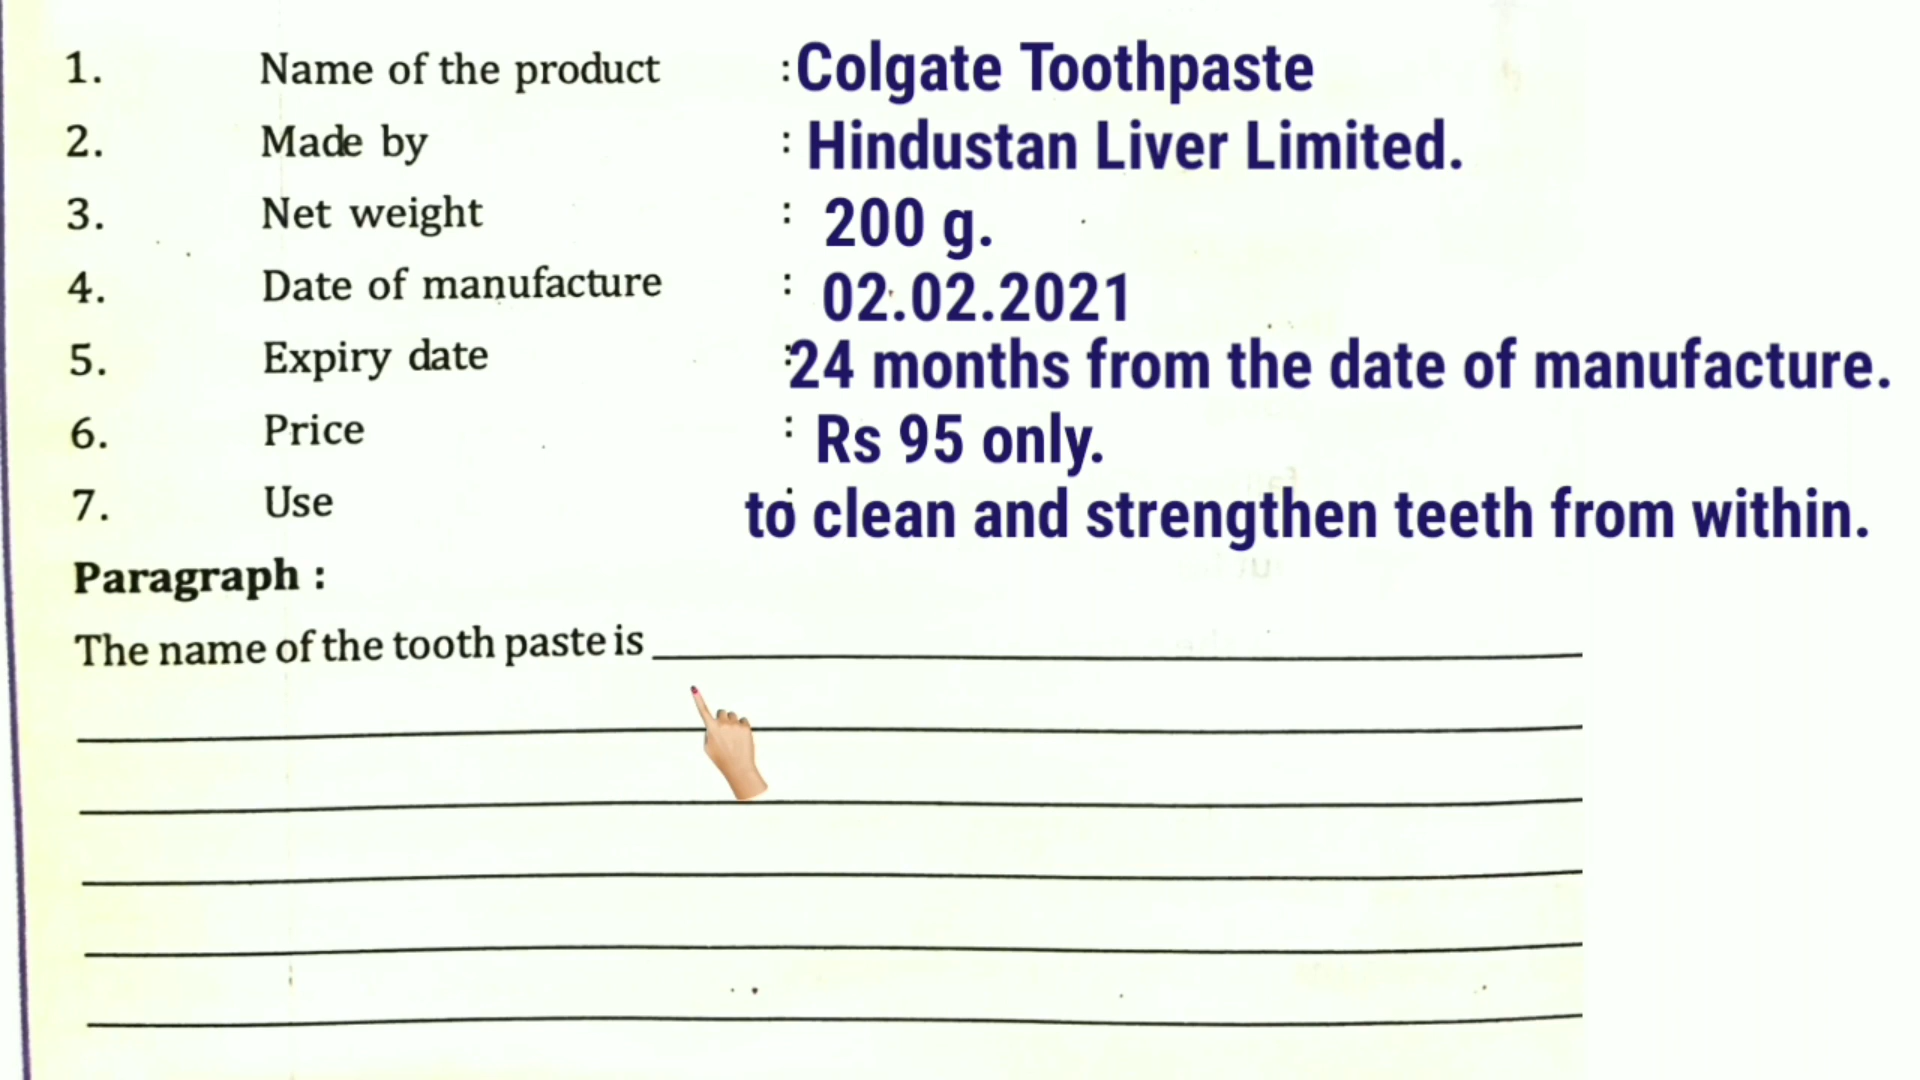 1. Name of the product :Colgate Toothpaste
2. Made by : Hindustan Liver Limited.
3. Net weight : 200 g.
4. Date of manufacture : 02.02.2021
5. Expiry date :24 months from the date of manufacture.
6. Price : Rs 95 only.
7. Use : to clean and strengthen teeth from within.
Paragraph :
The name of the tooth paste is